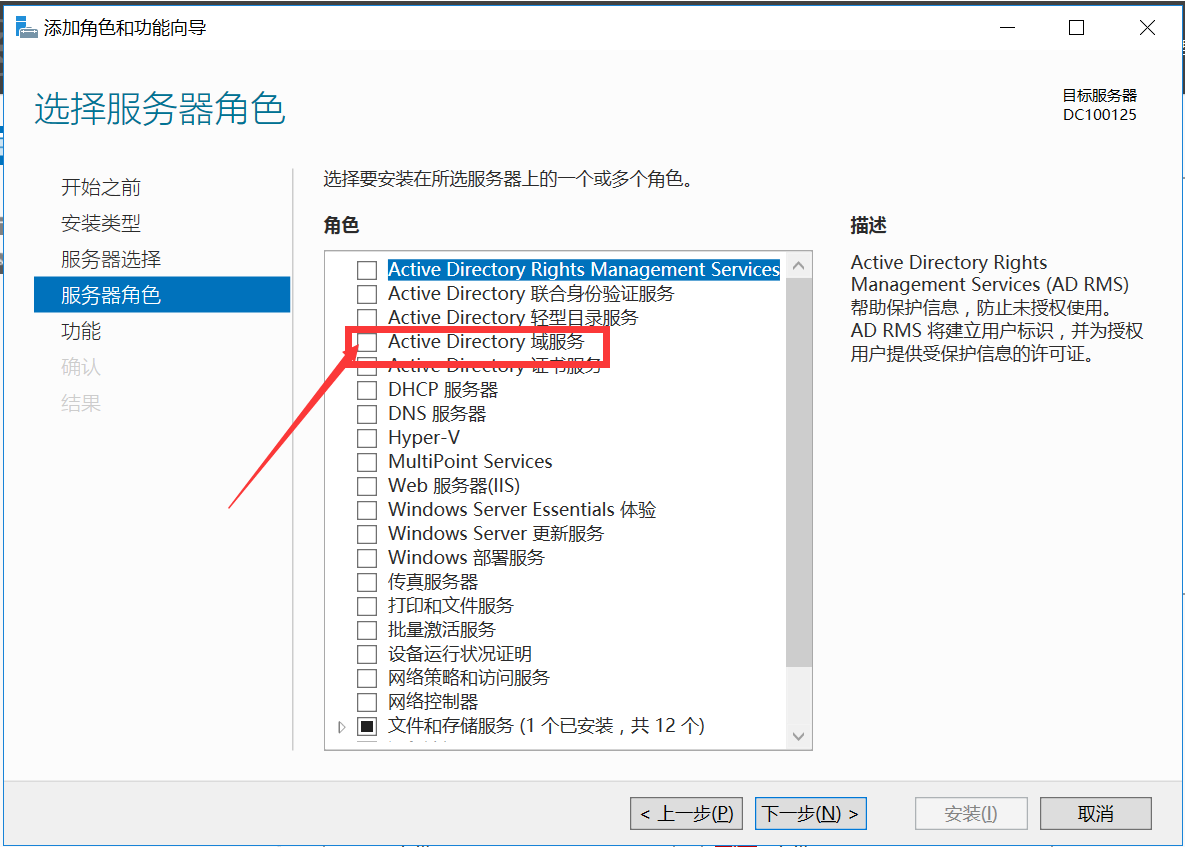 添加角色和功能向导
选择服务器角色
目标服务器
DC100125
开始之前
安装类型
服务器选择
服务器角色
功能
确认
结果
选择要安装在所选服务器上的一个或多个角色。
角色
Active Directory Rights Management Services
Active Directory 联合身份验证服务
Active Directory 轻型目录服务
Active Directory 域服务
Active Directory 证书服务
DHCP 服务器
DNS 服务器
Hyper-V
MultiPoint Services
Web 服务器(IIS)
Windows Server Essentials 体验
Windows Server 更新服务
Windows 部署服务
传真服务器
打印和文件服务
批量激活服务
设备运行状况证明
网络策略和访问服务
网络控制器
文件和存储服务 (1 个已安装，共 12 个)
描述
Active Directory Rights
Management Services (AD RMS)
帮助保护信息，防止未授权使用。
AD RMS 将建立用户标识，并为授权
用户提供受保护信息的许可证。
< 上一步(P)
下一步(N) >
安装(I)
取消